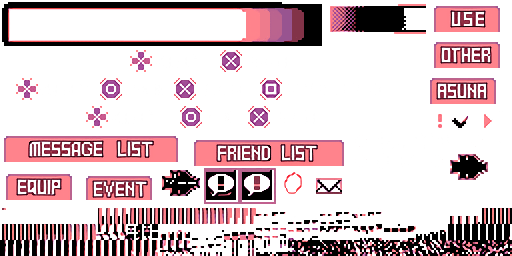 USE
OTHER
ASUNA
MESSAGE LIST
FRIEND LIST
EQUIP
EVENT